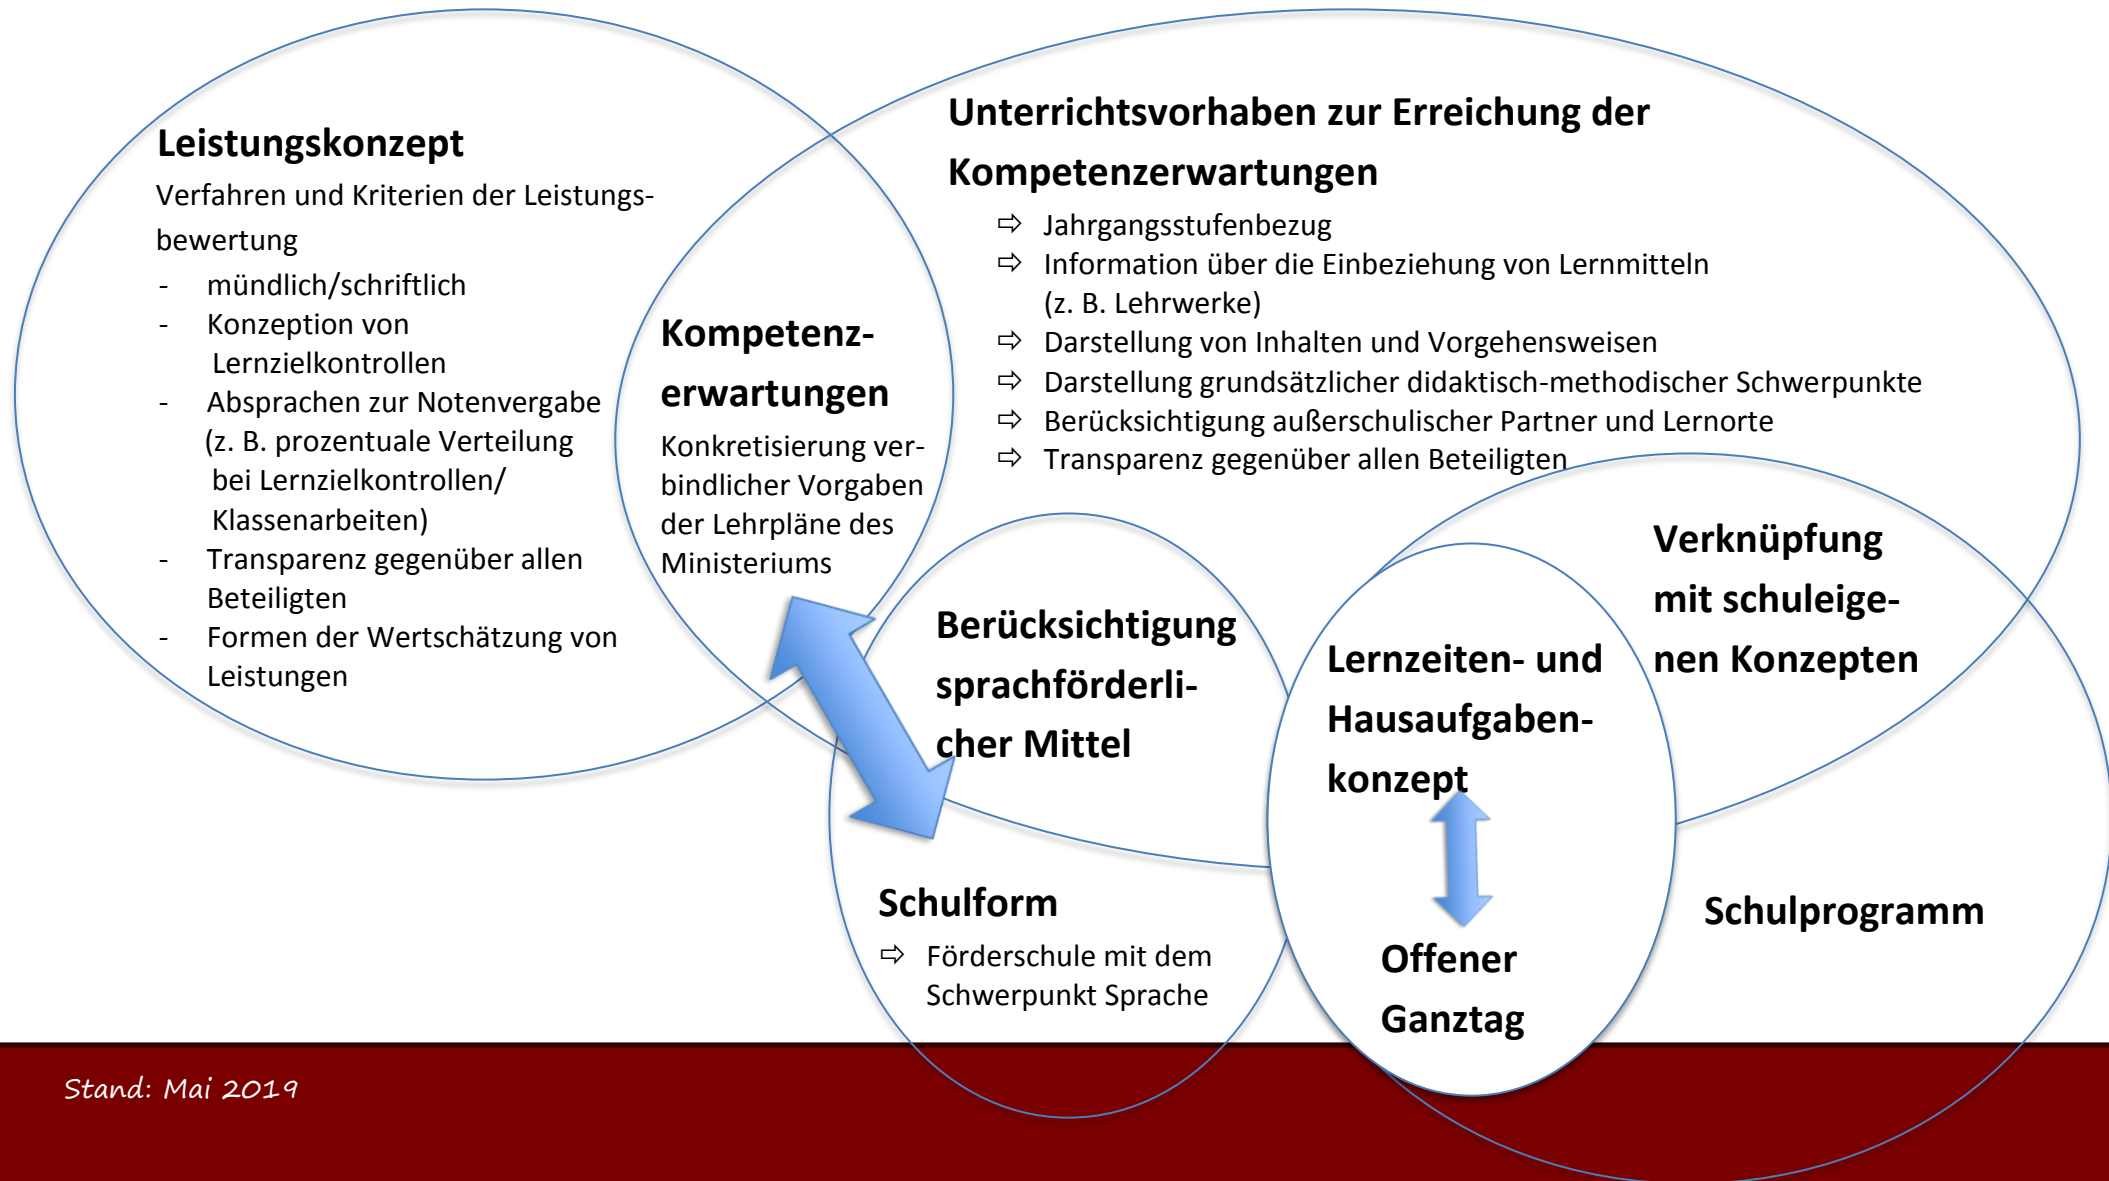 Leistungskonzept
Verfahren und Kriterien der Leistungs-
bewertung
- mündlich/schriftlich
- Konzeption von
Lernzielkontrollen
- Absprachen zur Notenvergabe
(z. B. prozentuale Verteilung
bei Lernzielkontrollen/
Klassenarbeiten)
- Transparenz gegenüber allen
Beteiligten
- Formen der Wertschätzung von
Leistungen
Kompetenz-
erwartungen
Konkretisierung ver-
bindlicher Vorgaben
der Lehrpläne des
Ministeriums
Unterrichtsvorhaben zur Erreichung der
Kompetenzerwartungen
⇨ Jahrgangsstufenbezug
⇨ Information über die Einbeziehung von Lernmitteln
(z. B. Lehrwerke)
⇨ Darstellung von Inhalten und Vorgehensweisen
⇨ Darstellung grundsätzlicher didaktisch-methodischer Schwerpunkte
⇨ Berücksichtigung außerschulischer Partner und Lernorte
⇨ Transparenz gegenüber allen Beteiligten
Berücksichtigung
sprachförderli-
cher Mittel
Schulform
⇨ Förderschule mit dem
Schwerpunkt Sprache
Lernzeiten- und
Hausaufgaben-
konzept
Offener
Ganztag
Verknüpfung
mit schuleige-
nen Konzepten
Schulprogramm
Stand: Mai 2019